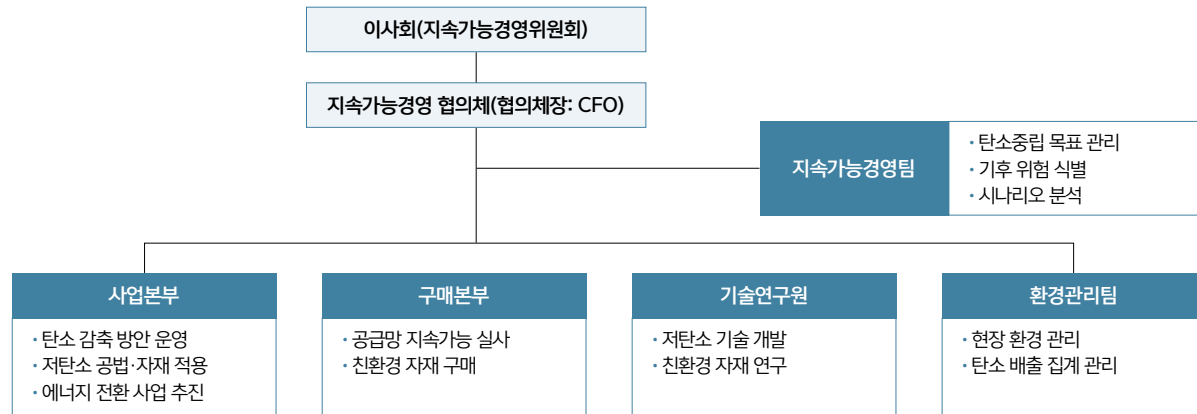 이사회(지속가능경영위원회)
지속가능경영 협의체(협의체장: CFO)
지속가능경영팀
· 탄소중립 목표 관리
· 기후 위험 식별
· 시나리오 분석
사업본부
· 탄소 감축 방안 운영
· 저탄소 공법·자재 적용
· 에너지 전환 사업 추진
구매본부
· 공급망 지속가능 실사
· 친환경 자재 구매
기술연구원
· 저탄소 기술 개발
· 친환경 자재 연구
환경관리팀
· 현장 환경 관리
· 탄소 배출 집계 관리